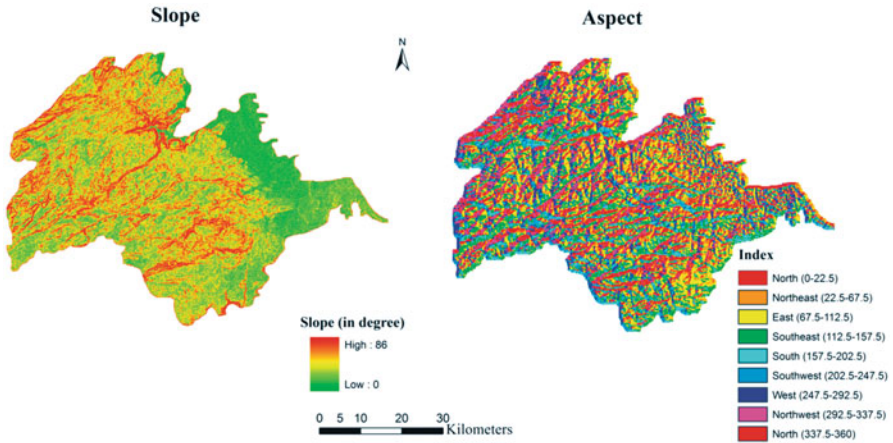 Slope
Aspect
N
Slope (in degree)
High : 86
Low : 0
0 5 10 20 30
Kilometers
Index
North (0-22.5)
Northeast (22.5-67.5)
East (67.5-112.5)
Southeast (112.5-157.5)
South (157.5-202.5)
Southwest (202.5-247.5)
West (247.5-292.5)
Northwest (292.5-337.5)
North (337.5-360)